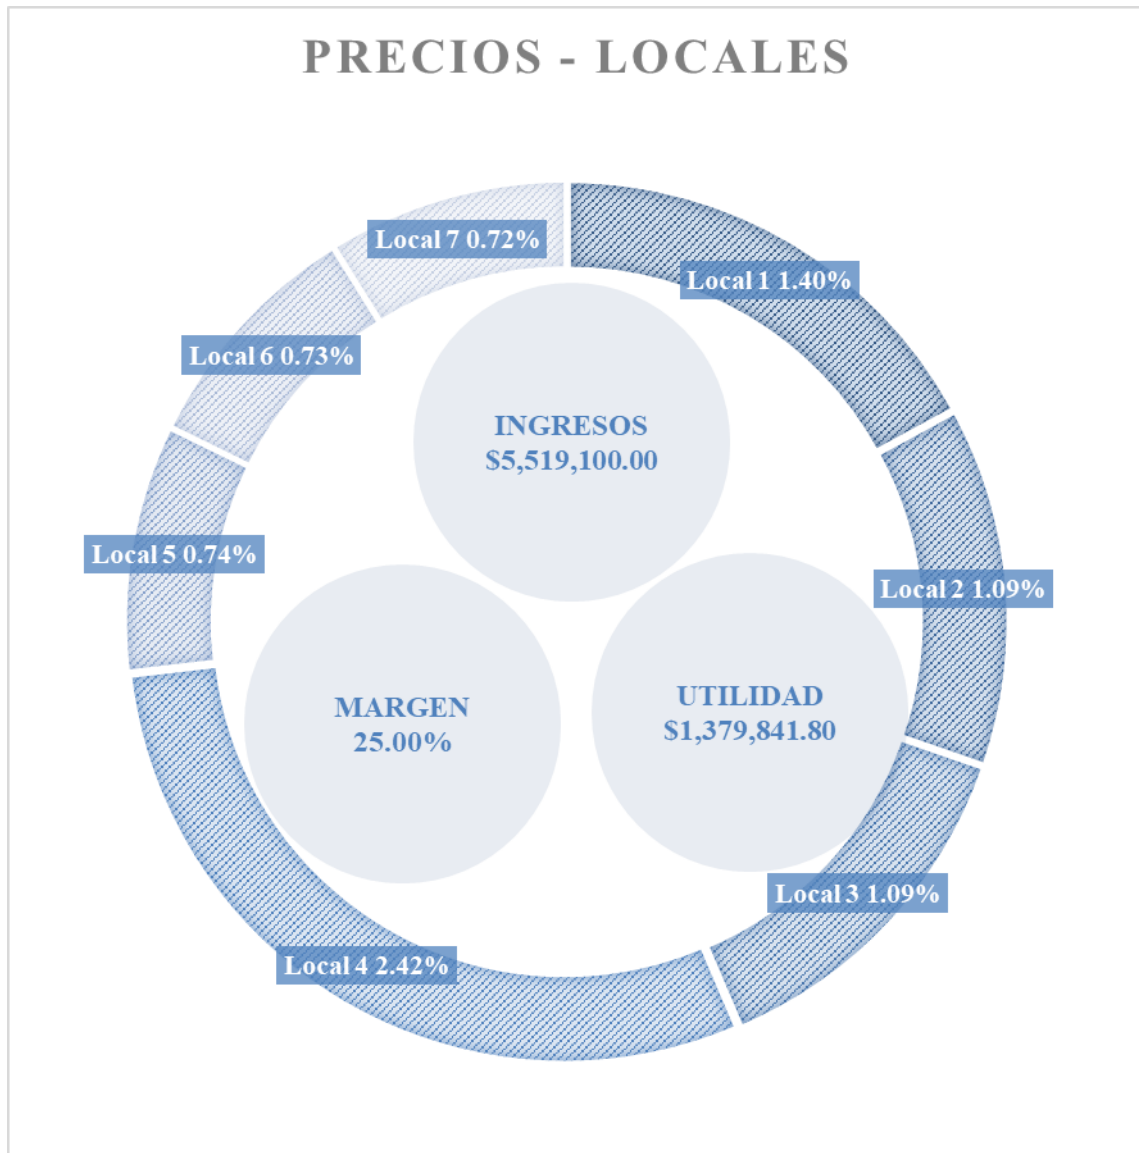 PRECIOS - LOCALES
Local 7 0.72%
Local 1 1.40%
Local 6 0.73%
INGRESOS
$5,519,100.00
Local 5 0.74%
Local 2 1.09%
MARGEN
25.00%
UTILIDAD
$1,379,841.80
Local 3 1.09%
Local 4 2.42%